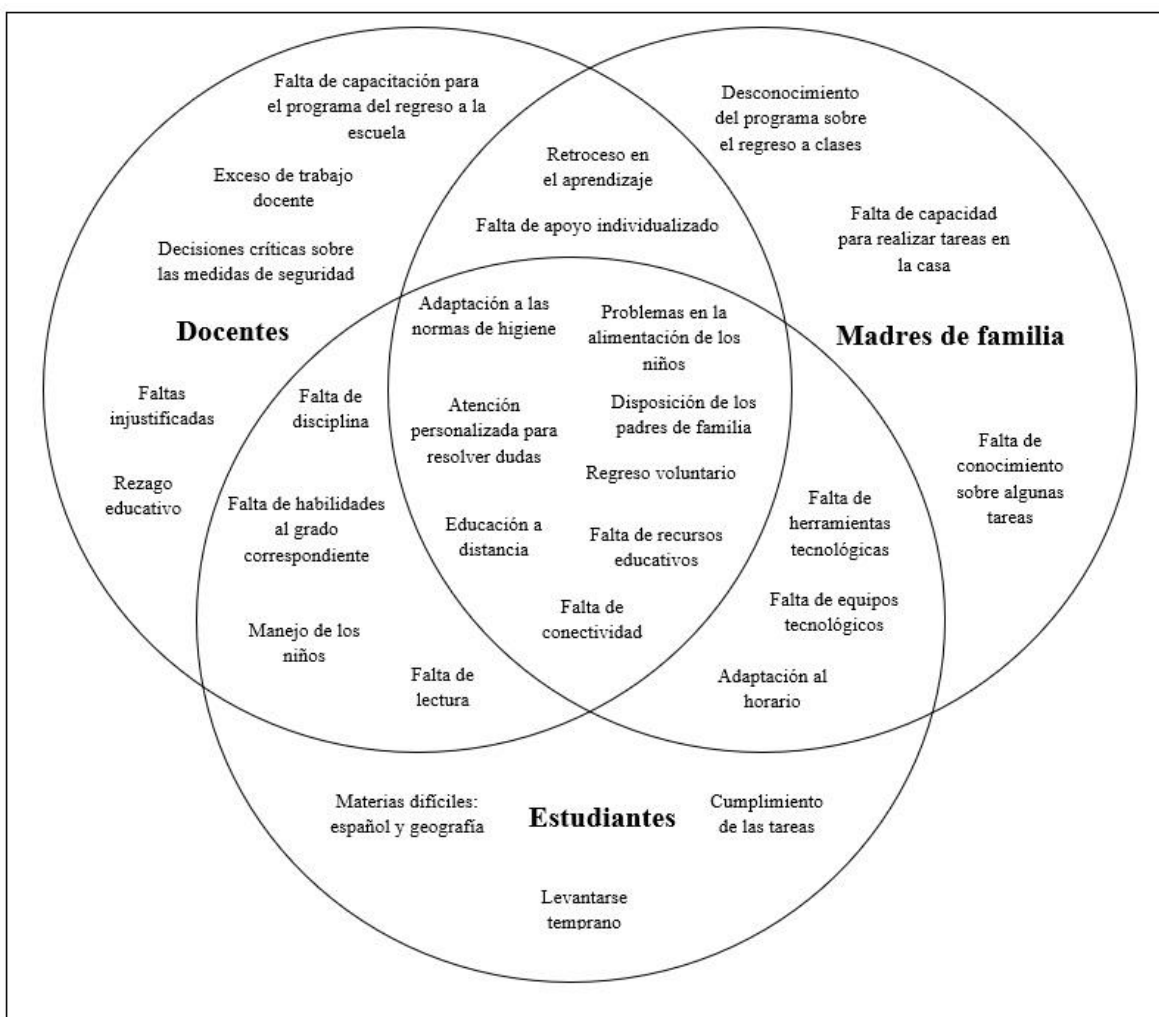 Falta de capacitación para
el programa del regreso a la
escuela
Desconocimiento
del programa sobre
el regreso a clases
Retroceso en
el aprendizaje
Exceso de trabajo
docente
Falta de apoyo individualizado
Falta de capacidad
para realizar tareas en
la casa
Decisiones críticas sobre
las medidas de seguridad
Adaptación a las
normas de higiene
Problemas en la
alimentación de los
niños
Docentes
Madres de familia
Faltas
injustificadas
Falta de
disciplina
Atención
personalizada para
resolver dudas
Disposición de los
padres de familia
Falta de
conocimiento
sobre algunas
tareas
Regreso voluntario
Rezago
educativo
Falta de habilidades
al grado
correspondiente
Educación a
distancia
Falta de recursos
educativos
Falta de
herramientas
tecnológicas
Falta de
conectividad
Falta de equipos
tecnológicos
Manejo de los
niños
Falta de
lectura
Adaptación al
horario
Materias difíciles:
español y geografía
Estudiantes
Cumplimiento
de las tareas
Levantarse
temprano